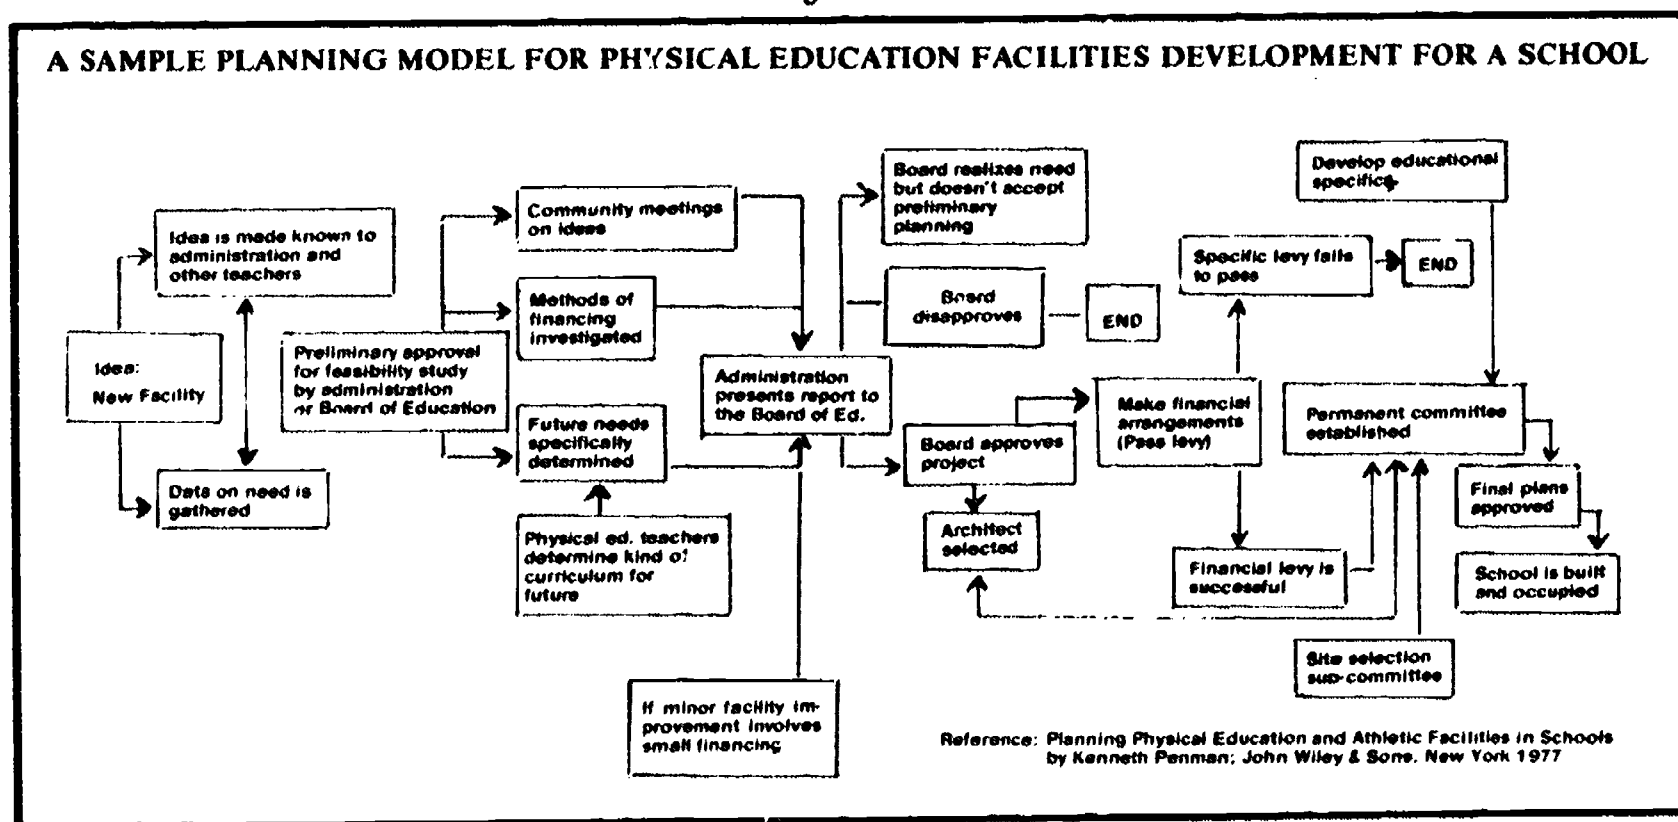 A SAMPLE PLANNING MODEL FOR PHYSICAL EDUCATION FACILITIES DEVELOPMENT FOR A SCHOOL
Idea:
New Facility
Idea is made known to
administration and
other teachers
Data on need is
gathered
Preliminary approval
for feasibility study
by administration
or Board of Education
Community meetings
on ideas
Methods of
financing
investigated
Future needs
specifically
determined
Physical ed. teachers
determine kind of
curriculum for
future
If minor facility im-
provement involves
small financing
Administration
presents report to
the Board of Ed.
Board realizes need
but doesn't accept
preliminary
planning
Board
disapproves
END
Board approves
project
Architect
selected
Make financial
arrangements
(Pass levy)
Specific levy fails
to pass
END
Financial levy is
successful
Develop educational
specifics
Permanent committee
established
Site selection
sub-committee
Final plans
approved
School is built
and occupied
Reference: Planning Physical Education and Athletic Facilities in Schools
by Kenneth Penman; John Wiley & Sons, New York 1977